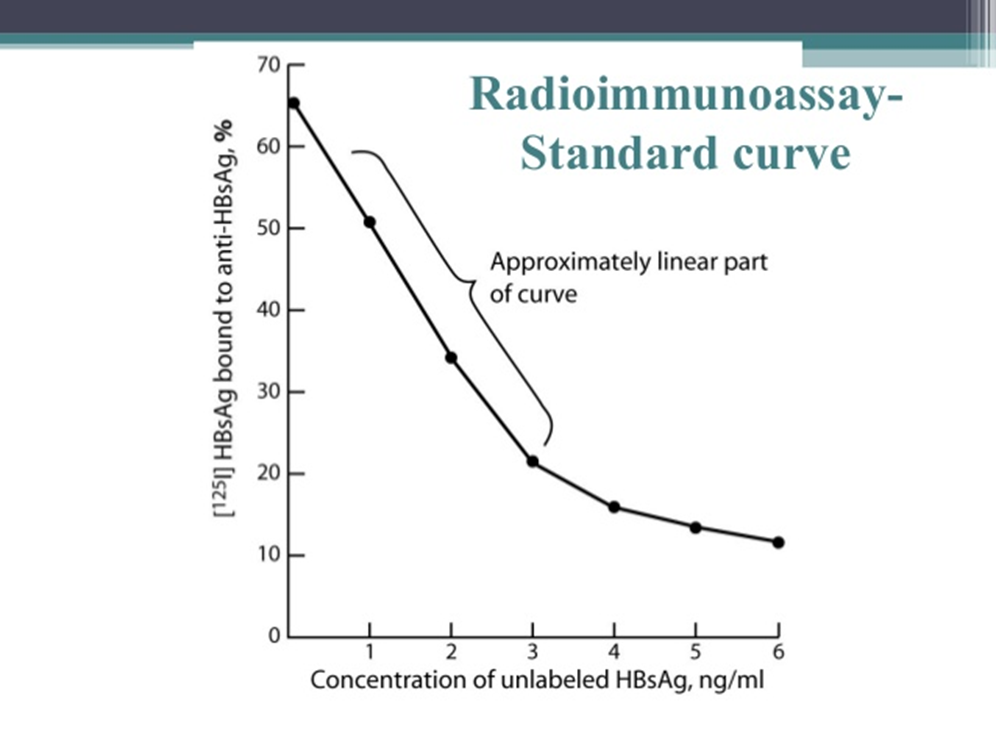 Radioimmunoassay-
Standard curve
[¹²⁵I] HBsAg bound to anti-HBsAg, %
70
60
50
40
30
20
10
0
Approximately linear part
of curve
1 2 3 4 5 6
Concentration of unlabeled HBsAg, ng/ml